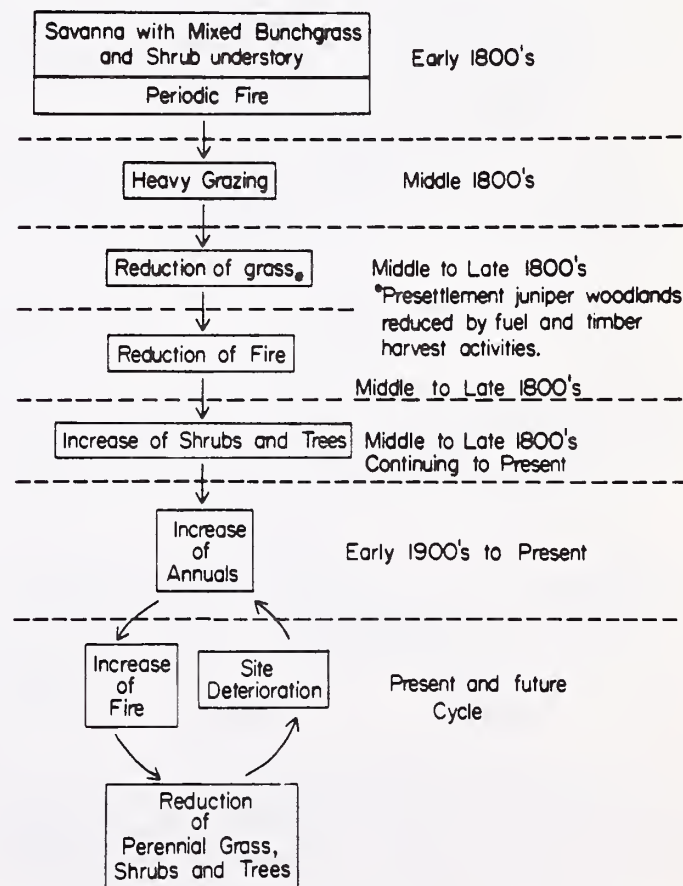 Savanna with Mixed Bunchgrass
and Shrub understory
Early 1800's
Periodic Fire
Heavy Grazing
Middle 1800's
Reduction of grass•
Middle to Late 1800's
•Presettlement juniper woodlands
reduced by fuel and timber
harvest activities.
Reduction of Fire
Middle to Late 1800's
Increase of Shrubs and Trees
Middle to Late 1800's
Continuing to Present
Increase
of
Annuals
Early 1900's to Present
Increase
of
Fire
Site
Deterioration
Present and future
Cycle
Reduction
of
Perennial Grass,
Shrubs and Trees